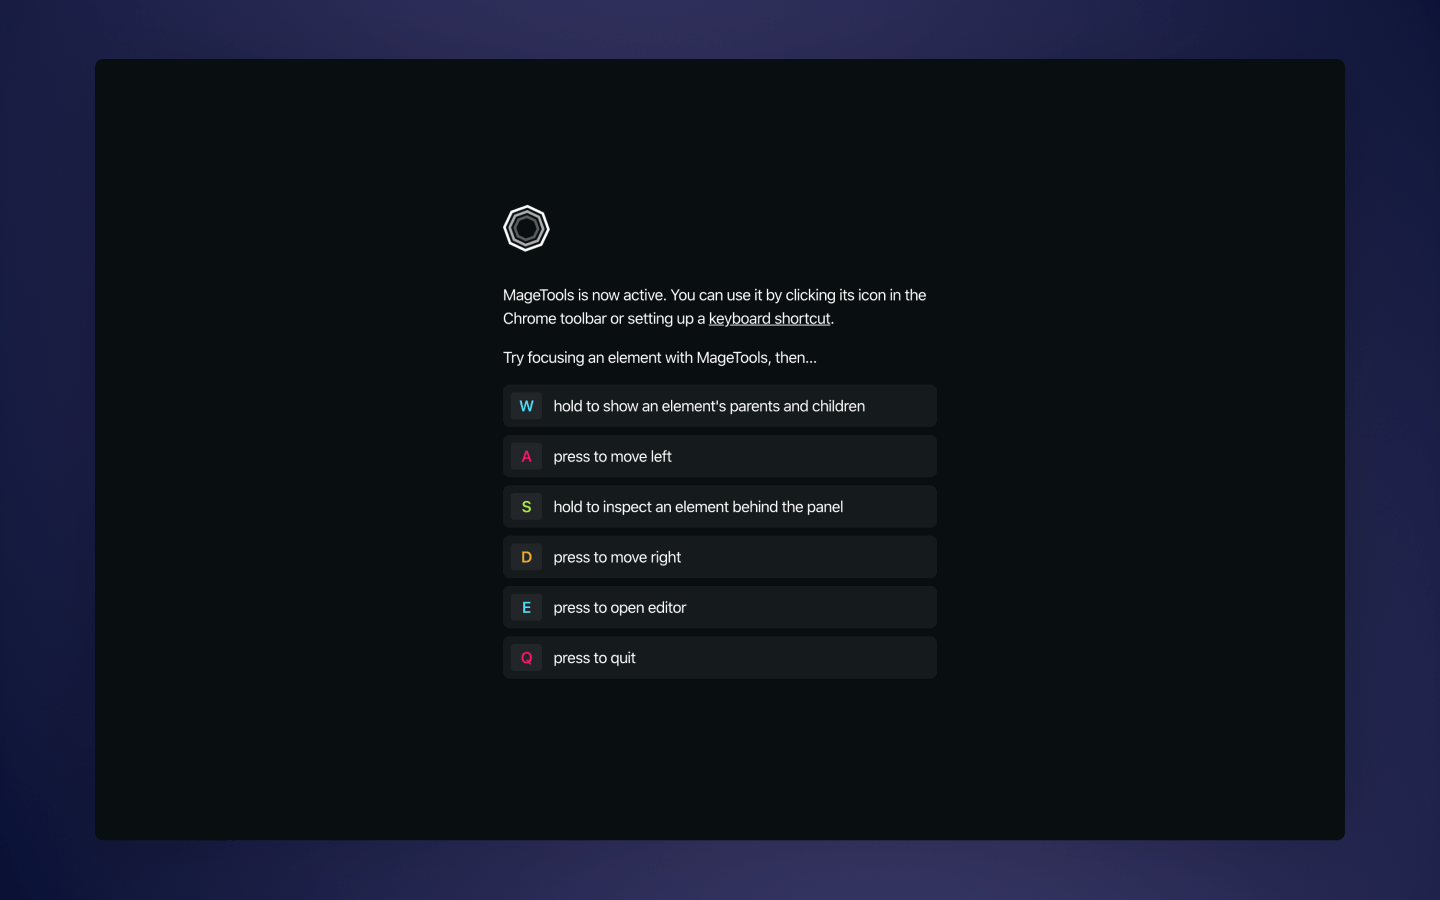 MageTools is now active. You can use it by clicking its icon in the
Chrome toolbar or setting up a keyboard shortcut.
Try focusing an element with MageTools, then...
W hold to show an element's parents and children
A press to move left
S hold to inspect an element behind the panel
D press to move right
E press to open editor
Q press to quit